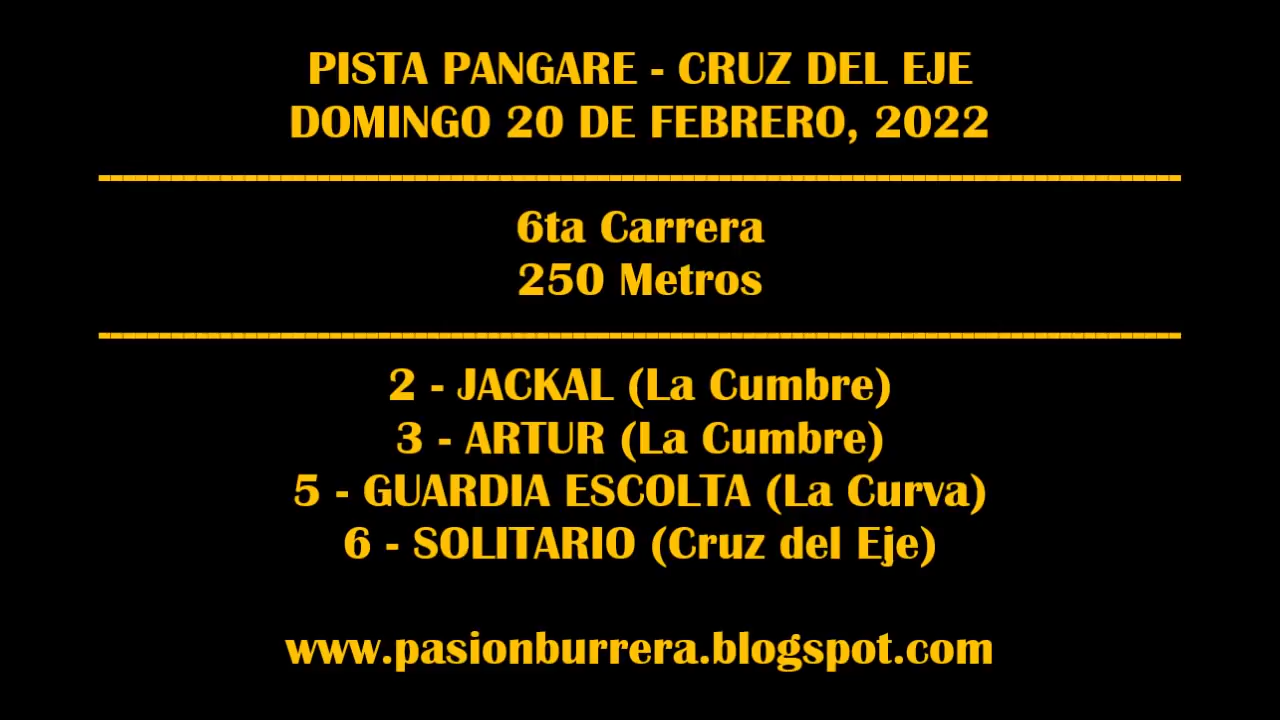 PISTA PANGARE - CRUZ DEL EJE
DOMINGO 20 DE FEBRERO, 2022
6ta Carrera
250 Metros
2 - JACKAL (La Cumbre)
3 - ARTUR (La Cumbre)
5 - GUARDIA ESCOLTA (La Curva)
6 - SOLITARIO (Cruz del Eje)
www.pasionburrera.blogspot.com